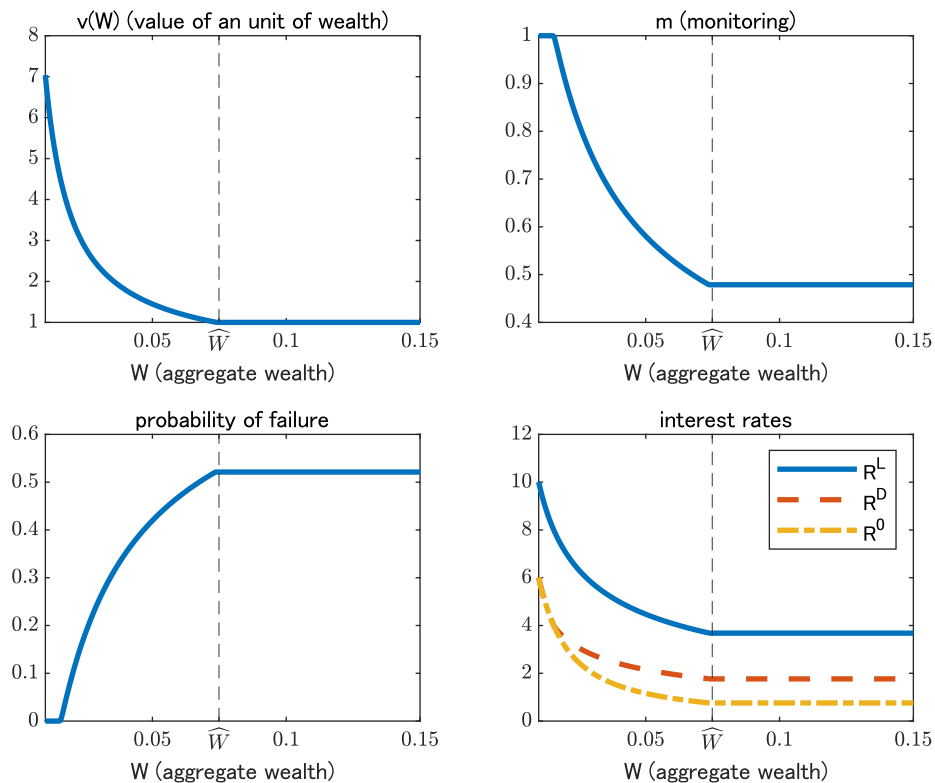 v(W) (value of an unit of wealth)
8
7
6
5
4
3
2
1
0.05
Ŵ
0.1
0.15
W (aggregate wealth)
m (monitoring)
1
0.9
0.8
0.7
0.6
0.5
0.4
0.05
Ŵ
0.1
0.15
W (aggregate wealth)
probability of failure
0.6
0.5
0.4
0.3
0.2
0.1
0
0.05
Ŵ
0.1
0.15
W (aggregate wealth)
interest rates
12
10
8
6
4
2
0
R^L
R^D
R^0
0.05
Ŵ
0.1
0.15
W (aggregate wealth)